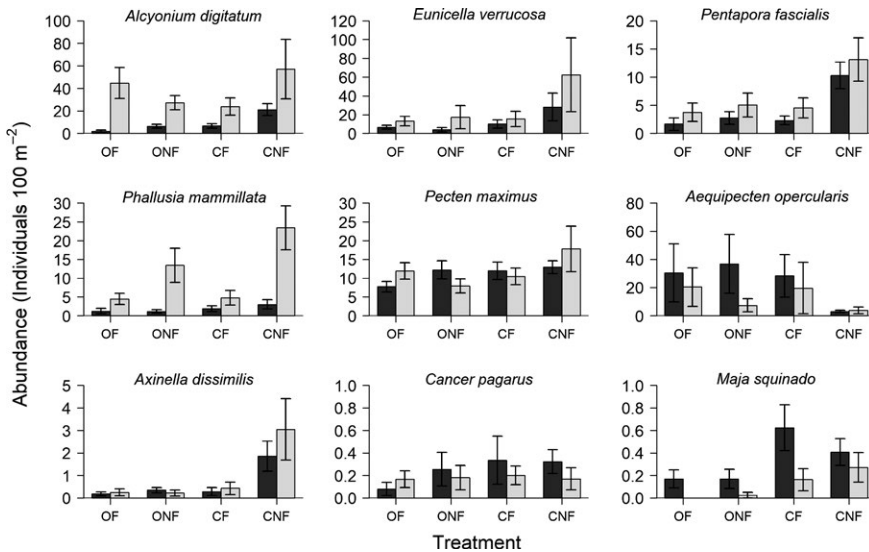 Alcyonium digitatum
100
80
60
40
20
0
OF ONF CF CNF
Eunicella verrucosa
120
100
80
60
40
20
0
OF ONF CF CNF
Pentapora fascialis
20
15
10
5
0
OF ONF CF CNF
Phallusia mammillata
30
25
20
15
10
5
0
OF ONF CF CNF
Pecten maximus
30
25
20
15
10
5
0
OF ONF CF CNF
Aequipecten opercularis
80
60
40
20
0
OF ONF CF CNF
Axinella dissimilis
5
4
3
2
1
0
OF ONF CF CNF
Cancer pagarus
1.0
0.8
0.6
0.4
0.2
0.0
OF ONF CF CNF
Maja squinado
1.0
0.8
0.6
0.4
0.2
0.0
OF ONF CF CNF
Abundance (Individuals 100 m⁻²)
Treatment